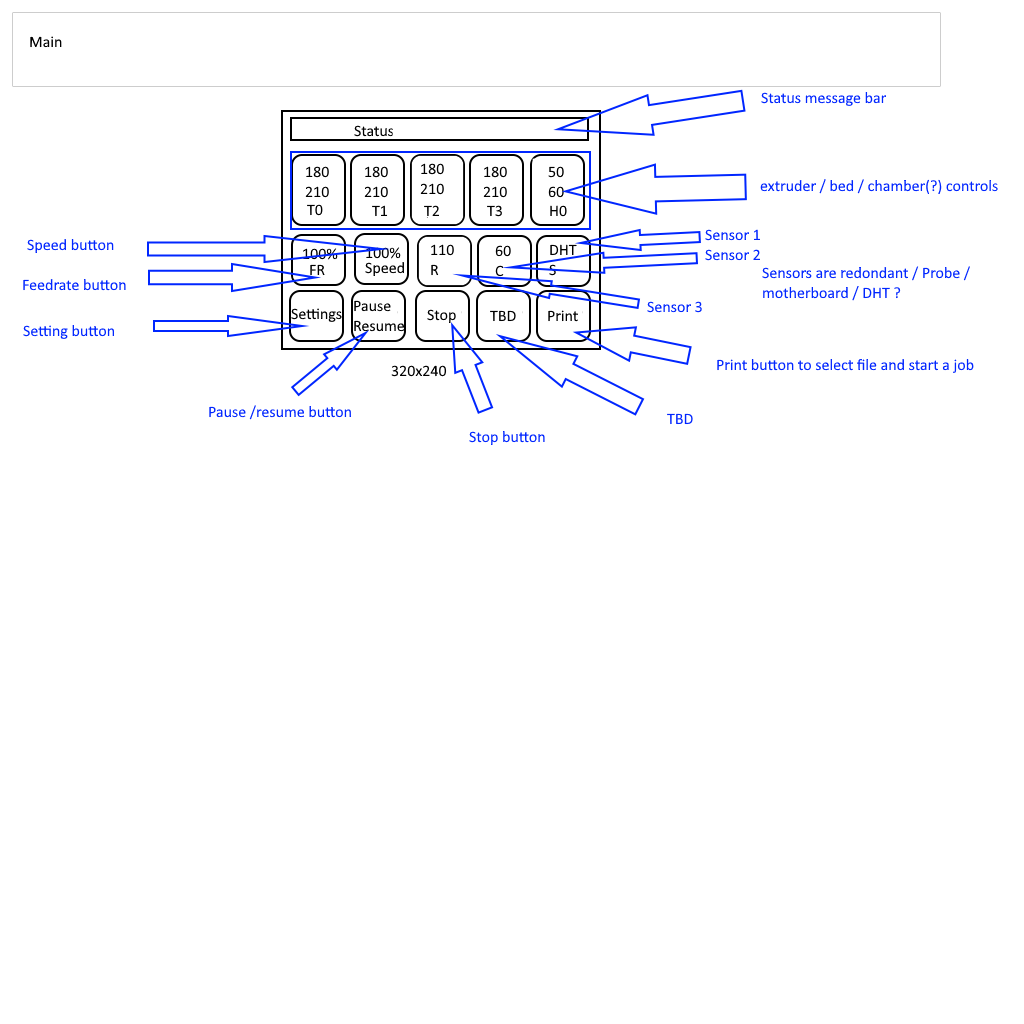 Main
Status message bar
Status
180
210
T0
180
210
T1
180
210
T2
180
210
T3
50
60
H0
extruder / bed / chamber(?) controls
Speed button
Feedrate button
100%
FR
100%
Speed
110
R
60
C
DHT
S
Sensor 1
Sensor 2
Sensors are redondant / Probe /
motherboard / DHT ?
Sensor 3
Setting button
Settings
Pause
Resume
Stop
TBD
Print
320x240
Print button to select file and start a job
Pause /resume button
Stop button
TBD